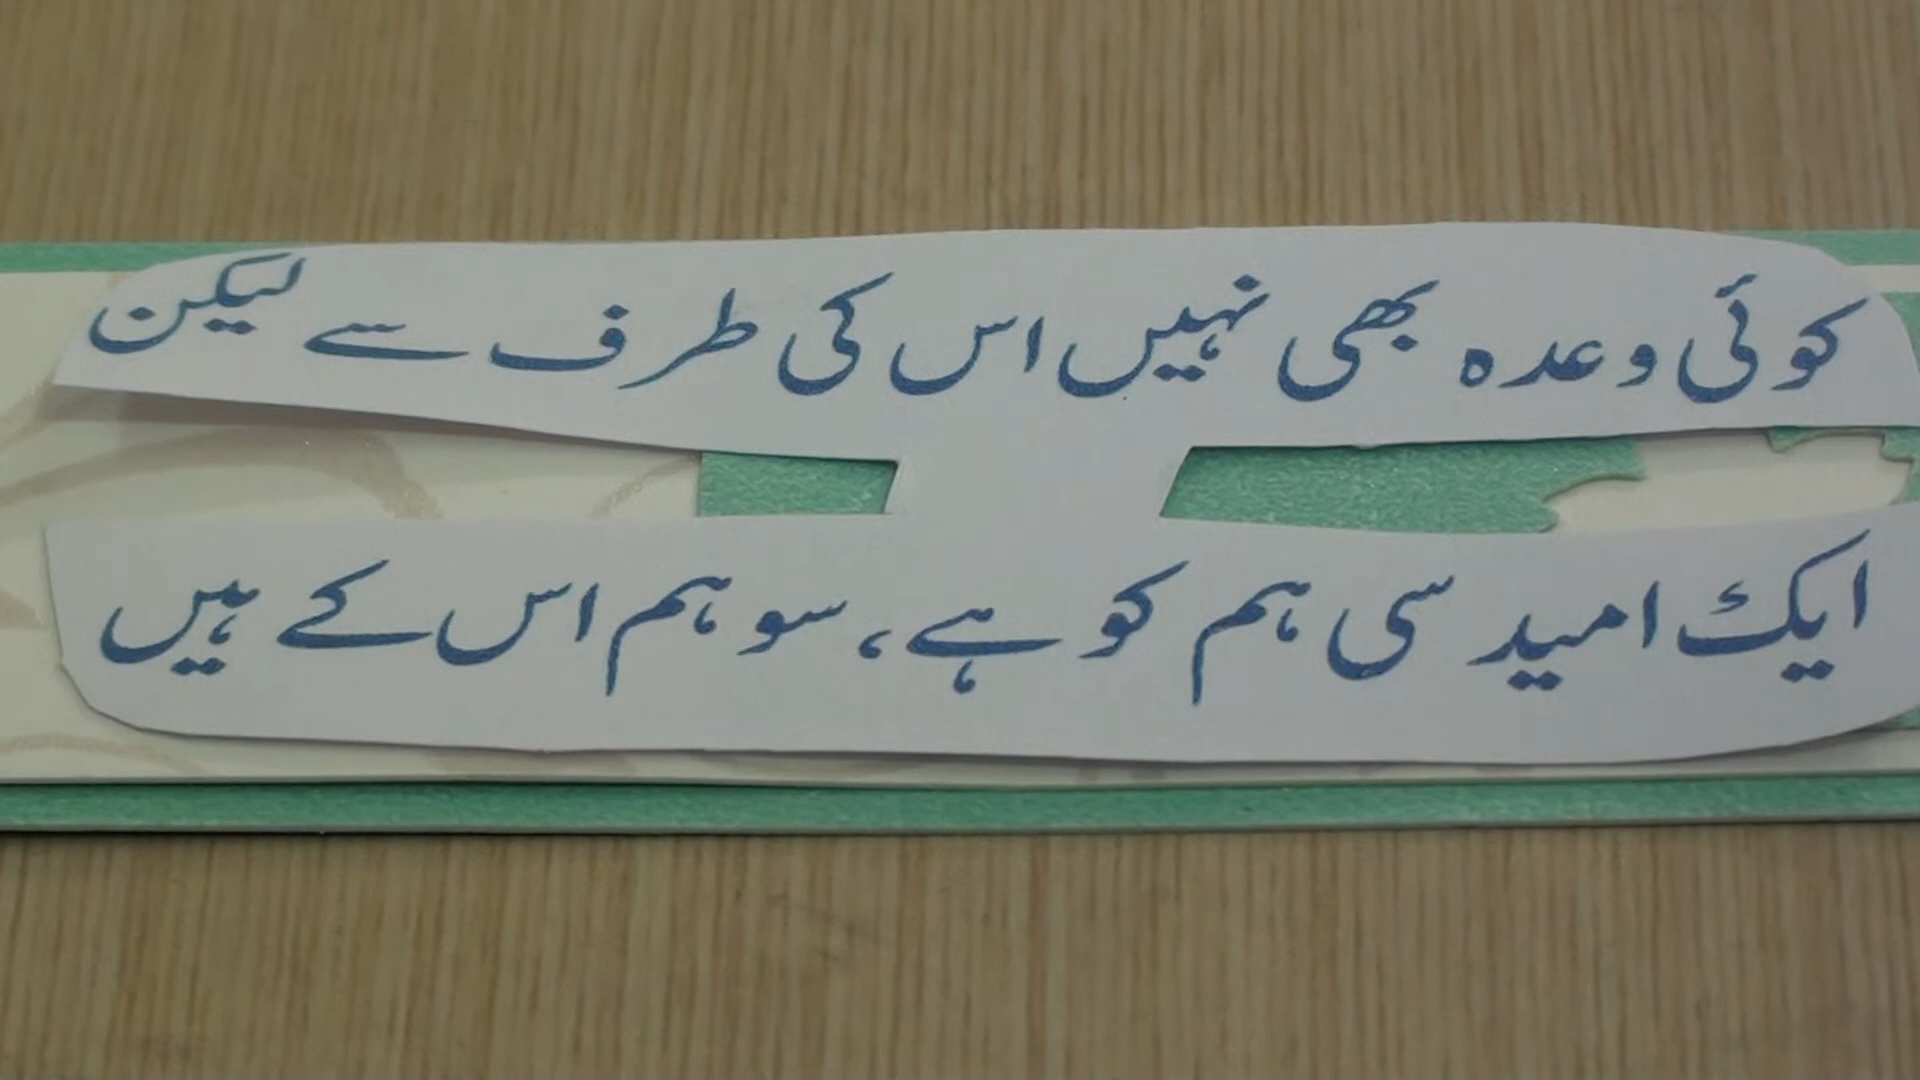 کوئی وعدہ بھی نہیں اس کی طرف سے لیکن
ایک امید سی ہم کو ہے، سو ہم اس کے ہیں